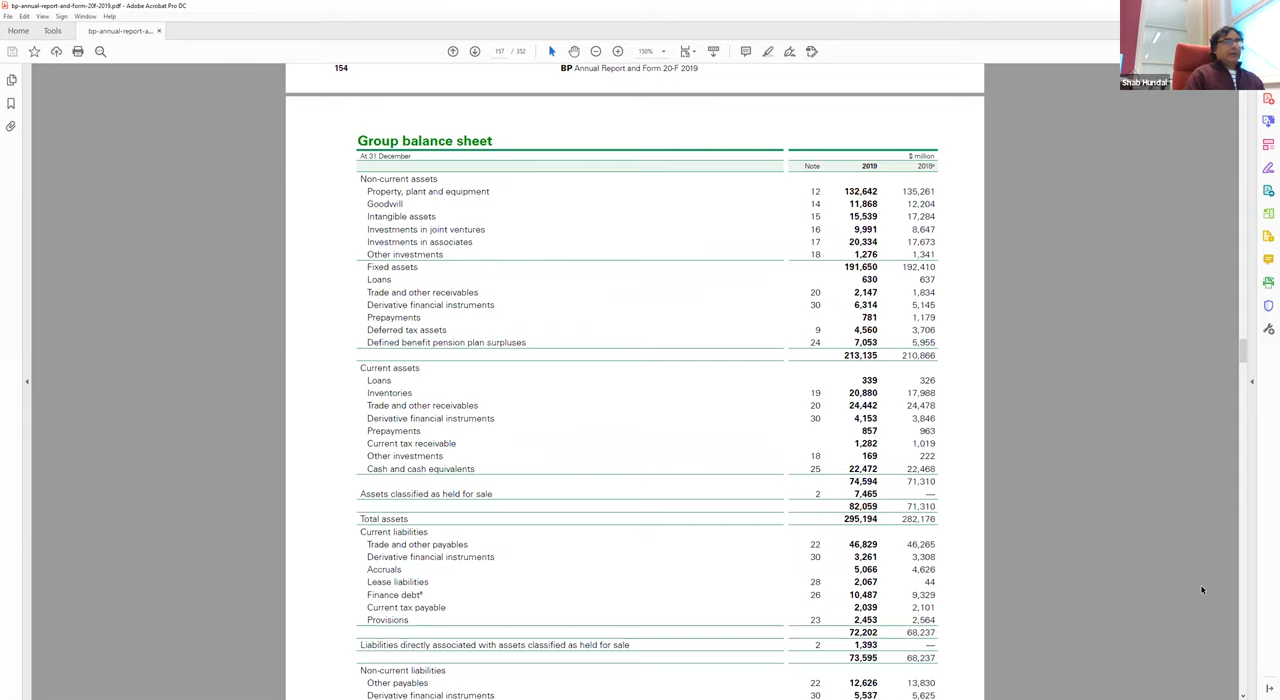 bp-annual-report-and-form-20f-2019.pdf - Adobe Acrobat Pro DC
File Edit View Sign Window Help
Home Tools bp-annual-report-a... ×
157 / 352 150%
Shab Hundal
154 BP Annual Report and Form 20-F 2019
Group balance sheet
At 31 December $ million
Note 2019 2018ᵃ
Non-current assets
Property, plant and equipment 12 132,642 135,261
Goodwill 14 11,868 12,204
Intangible assets 15 15,539 17,284
Investments in joint ventures 16 9,991 8,647
Investments in associates 17 20,334 17,673
Other investments 18 1,276 1,341
Fixed assets 191,650 192,410
Loans 630 637
Trade and other receivables 20 2,147 1,834
Derivative financial instruments 30 6,314 5,145
Prepayments 781 1,179
Deferred tax assets 9 4,560 3,706
Defined benefit pension plan surpluses 24 7,053 5,955
213,135 210,866
Current assets
Loans 339 326
Inventories 19 20,880 17,988
Trade and other receivables 20 24,442 24,478
Derivative financial instruments 30 4,153 3,846
Prepayments 857 963
Current tax receivable 1,282 1,019
Other investments 18 169 222
Cash and cash equivalents 25 22,472 22,468
74,594 71,310
Assets classified as held for sale 2 7,465 —
82,059 71,310
Total assets 295,194 282,176
Current liabilities
Trade and other payables 22 46,829 46,265
Derivative financial instruments 30 3,261 3,308
Accruals 5,066 4,626
Lease liabilities 28 2,067 44
Finance debtᵃ 26 10,487 9,329
Current tax payable 2,039 2,101
Provisions 23 2,453 2,564
72,202 68,237
Liabilities directly associated with assets classified as held for sale 2 1,393 —
73,595 68,237
Non-current liabilities
Other payables 22 12,626 13,830
Derivative financial instruments 30 5,537 5,625